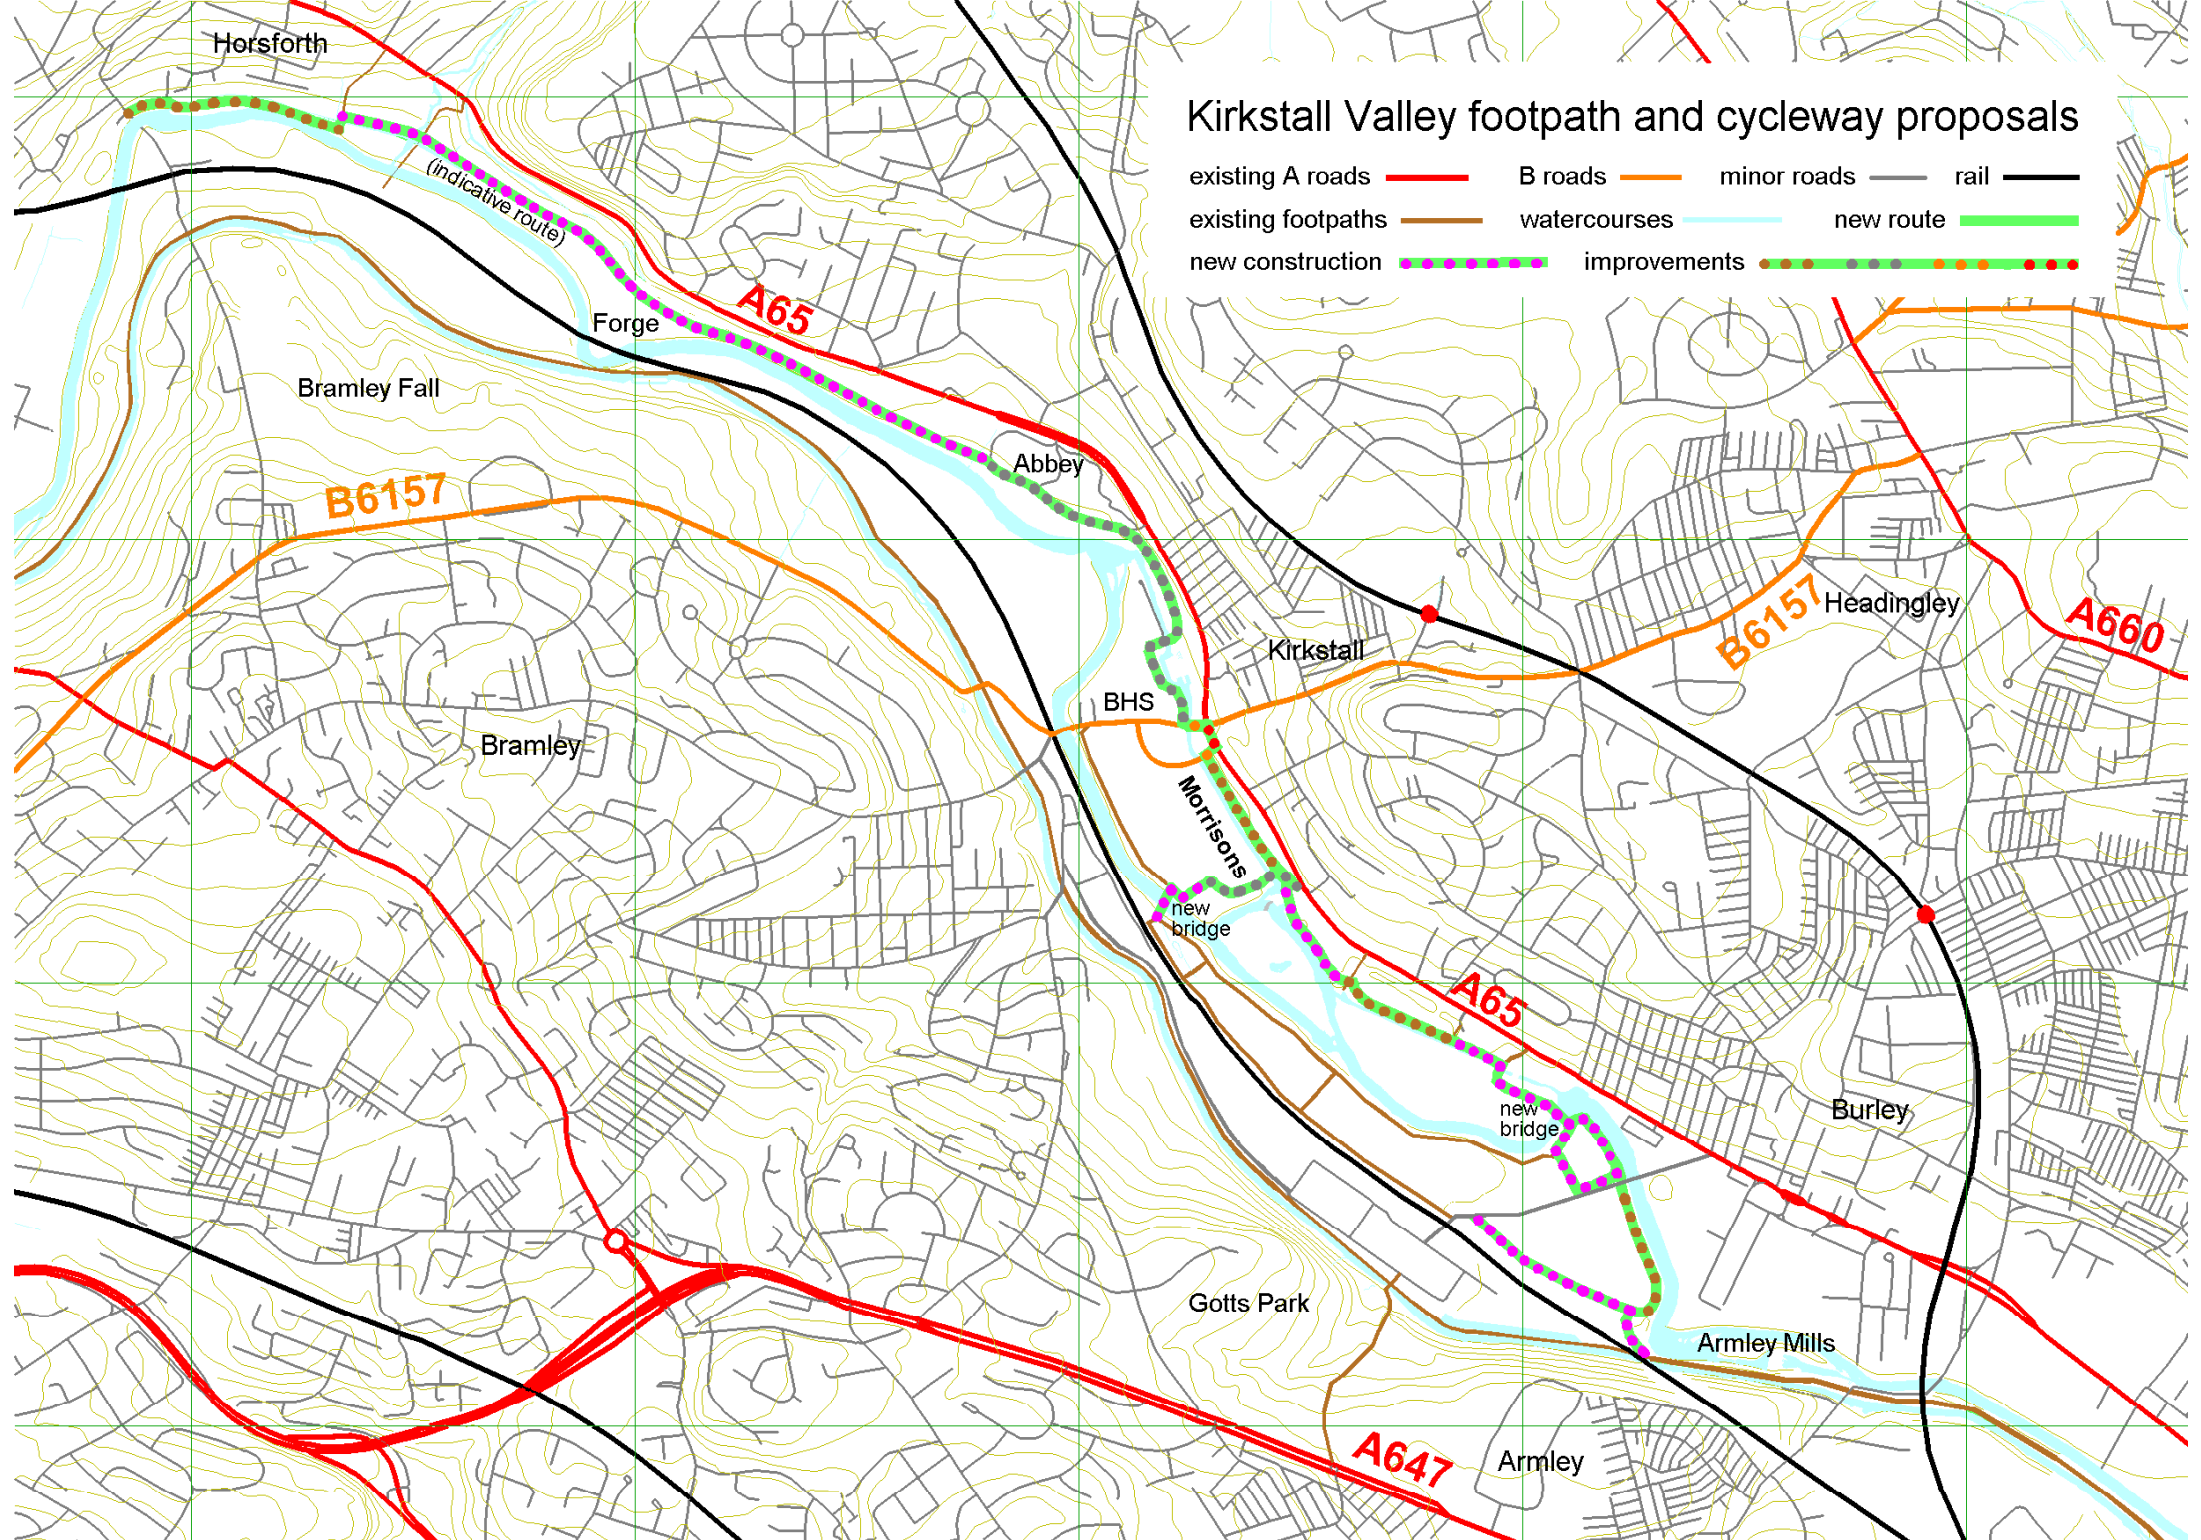 Horsforth
Kirkstall Valley footpath and cycleway proposals
existing A roads B roads minor roads rail
existing footpaths watercourses new route
new construction improvements
(indicative route)
A65
Forge
Bramley Fall
Abbey
B6157
Headingley
B6157
A660
Kirkstall
BHS
Bramley
Morrisons
new
bridge
A65
new
bridge
Burley
Gotts Park
Armley Mills
A647
Armley